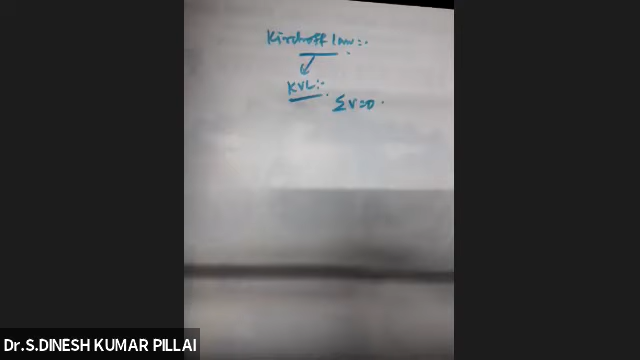 Kirchoff law:-
KVL:-
ΣV=0.
Dr.S.DINESH KUMAR PILLAI